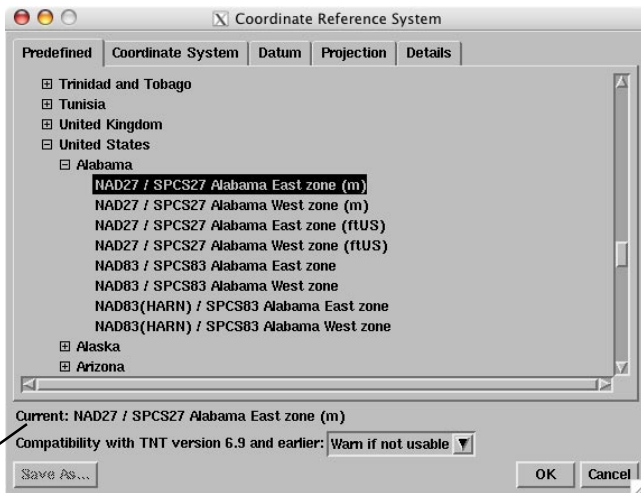 X Coordinate Reference System
Predefined Coordinate System Datum Projection Details
Trinidad and Tobago
Tunisia
United Kingdom
United States
Alabama
NAD27 / SPCS27 Alabama East zone (m)
NAD27 / SPCS27 Alabama West zone (m)
NAD27 / SPCS27 Alabama East zone (ftUS)
NAD27 / SPCS27 Alabama West zone (ftUS)
NAD83 / SPCS83 Alabama East zone
NAD83 / SPCS83 Alabama West zone
NAD83(HARN) / SPCS83 Alabama East zone
NAD83(HARN) / SPCS83 Alabama West zone
Alaska
Arizona
Current: NAD27 / SPCS27 Alabama East zone (m)
Compatibility with TNT version 6.9 and earlier: Warn if not usable
Save As... OK Cancel